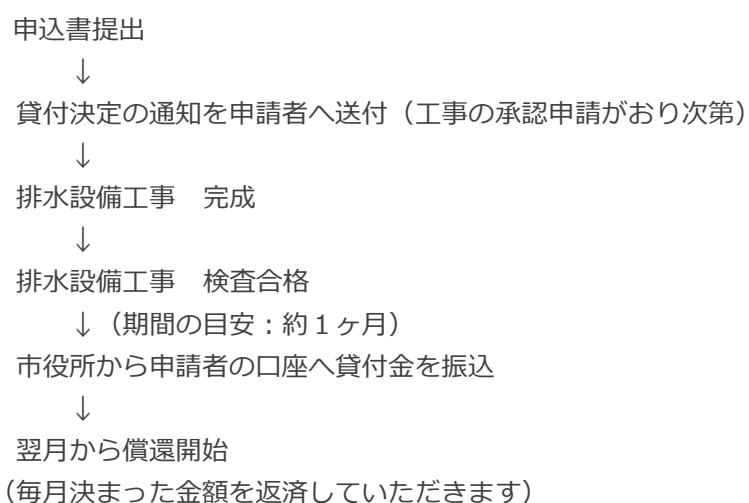 申込書提出
↓
貸付決定の通知を申請者へ送付（工事の承認申請がおり次第）
↓
排水設備工事　完成
↓
排水設備工事　検査合格
↓（期間の目安：約１ヶ月）
市役所から申請者の口座へ貸付金を振込
↓
翌月から償還開始
（毎月決まった金額を返済していただきます）